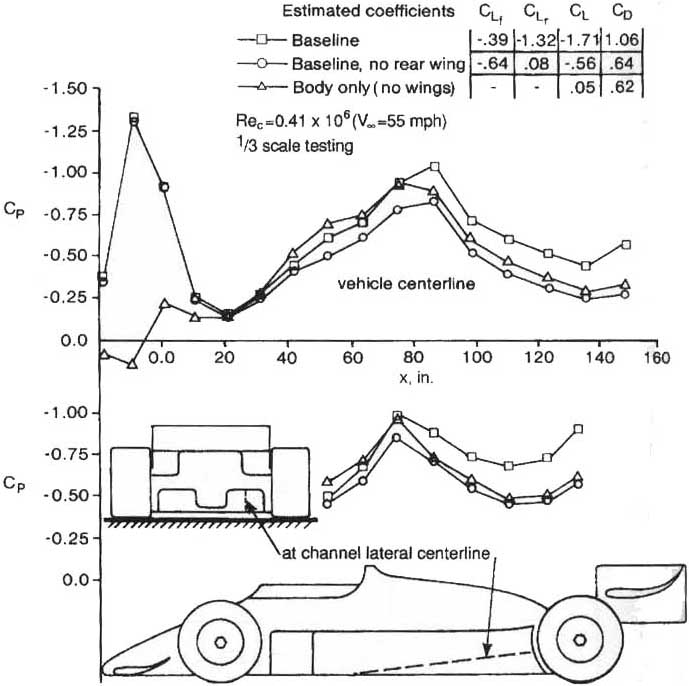 Estimated coefficients C_Lf C_Lr C_L C_D
Baseline -.39 -1.32 -1.71 1.06
Baseline, no rear wing -.64 .08 -.56 .64
Body only (no wings) - - .05 .62
Re_c=0.41 x 10^6 (V_∞=55 mph)
1/3 scale testing
-1.50
-1.25
-1.00
C_P
-0.75
-0.50
-0.25
0.0
vehicle centerline
0.0 20 40 60 80 100 120 140 160
x, in.
-1.00
-0.75
C_P
-0.50
-0.25
0.0
at channel lateral centerline